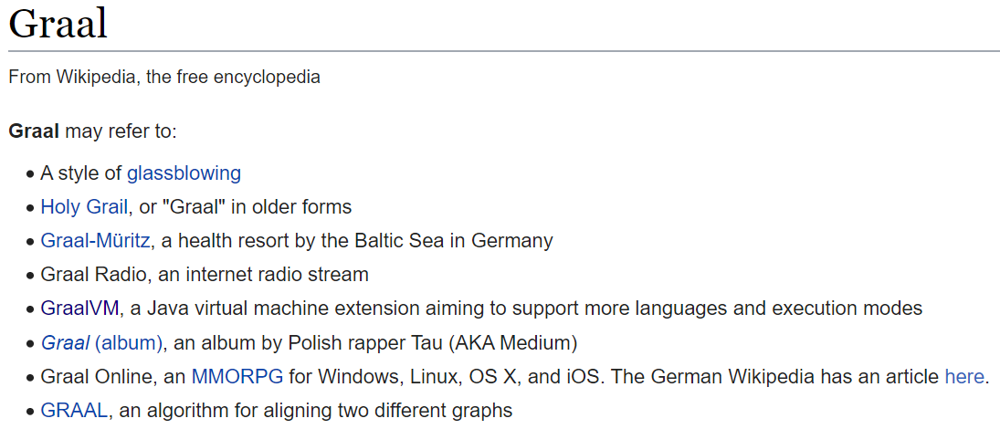 Graal
From Wikipedia, the free encyclopedia
Graal may refer to:
• A style of glassblowing
• Holy Grail, or "Graal" in older forms
• Graal-Müritz, a health resort by the Baltic Sea in Germany
• Graal Radio, an internet radio stream
• GraalVM, a Java virtual machine extension aiming to support more languages and execution modes
• Graal (album), an album by Polish rapper Tau (AKA Medium)
• Graal Online, an MMORPG for Windows, Linux, OS X, and iOS. The German Wikipedia has an article here.
• GRAAL, an algorithm for aligning two different graphs